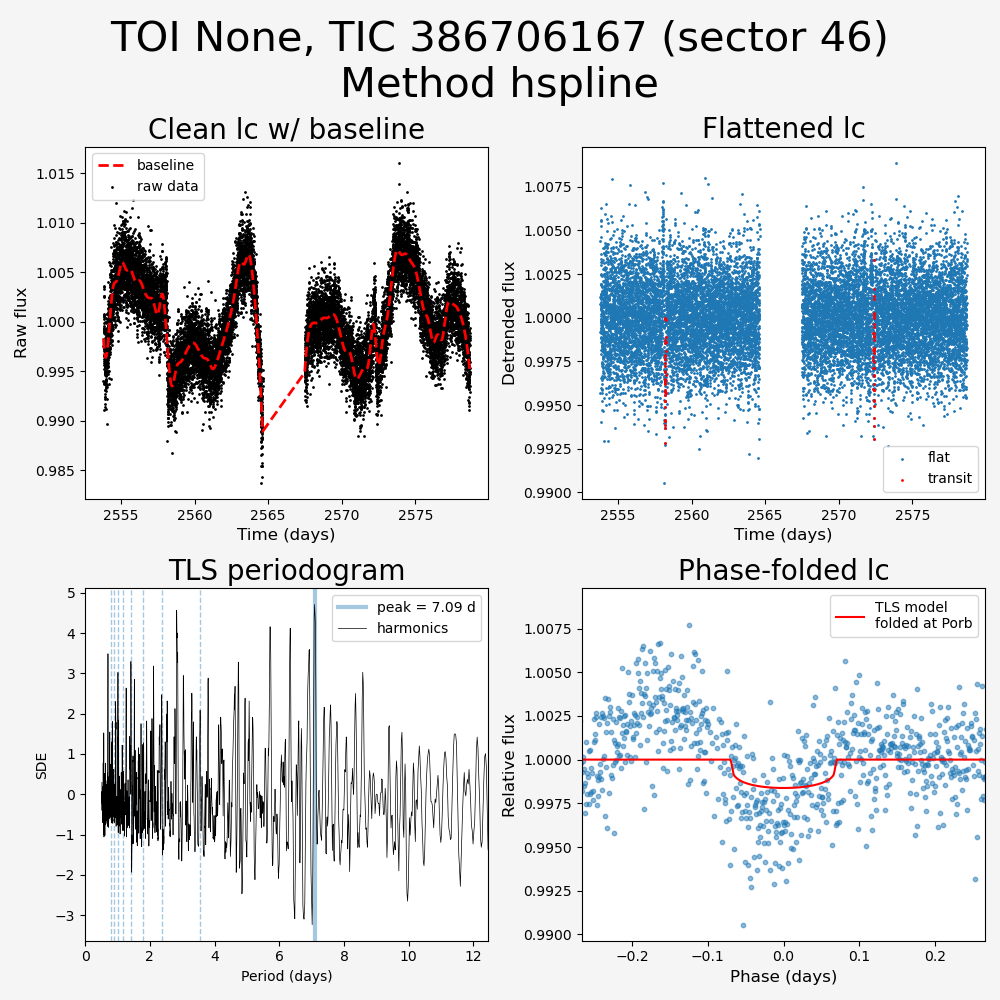 TOI None, TIC 386706167 (sector 46)
Method hspline
Clean lc w/ baseline
baseline
raw data
1.015
1.010
1.005
1.000
0.995
0.990
0.985
Raw flux
2555
2560
2565
2570
2575
Time (days)
Flattened lc
1.0075
1.0050
1.0025
1.0000
0.9975
0.9950
0.9925
0.9900
Detrended flux
flat
transit
2555
2560
2565
2570
2575
Time (days)
TLS periodogram
peak = 7.09 d
harmonics
5
4
3
2
1
0
−1
−2
−3
SDE
0
2
4
6
8
10
12
Period (days)
Phase-folded lc
TLS model
folded at Porb
1.0075
1.0050
1.0025
1.0000
0.9975
0.9950
0.9925
0.9900
Relative flux
−0.2
−0.1
0.0
0.1
0.2
Phase (days)